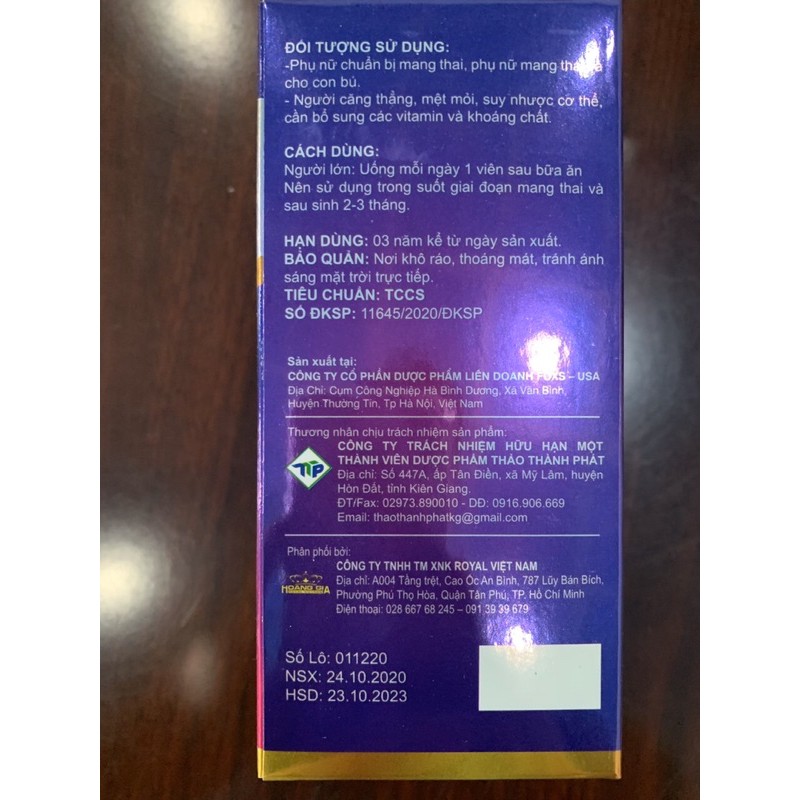 ĐỐI TƯỢNG SỬ DỤNG:
-Phụ nữ chuẩn bị mang thai, phụ nữ mang
cho con bú.
- Người căng thẳng, mệt mỏi, suy nhược cơ thể,
cần bổ sung các vitamin và khoáng chất.
CÁCH DÙNG:
Người lớn: Uống mỗi ngày 1 viên sau bữa ăn
Nên sử dụng trong suốt giai đoạn mang thai và
sau sinh 2-3 tháng.
HẠN DÙNG: 03 năm kể từ ngày sản xuất.
BẢO QUẢN: Nơi khô ráo, thoáng mát, tránh ánh
sáng mặt trời trực tiếp.
TIÊU CHUẨN: TCCS
SỐ ĐKSP: 11645/2020/ĐKSP
Sản xuất tại:
CÔNG TY CỔ PHẦN DƯỢC PHẨM LIÊN DOANH – USA
Địa Chỉ: Cụm Công Nghiệp Hà Bình Dương, Xã Văn Bình,
Huyện Thường Tín, Tp Hà Nội, Việt Nam
Thương nhân chịu trách nhiệm sản phẩm:
CÔNG TY TRÁCH NHIỆM HỮU HẠN MỘT
THÀNH VIÊN DƯỢC PHẨM THẢO THÀNH PHÁT
TTP
Địa chỉ: Số 447A, ấp Tân Điền, xã Mỹ Lâm, huyện
Hòn Đất, tỉnh Kiên Giang.
ĐT/Fax: 02973.890010 - DĐ: 0916.906.669
Email: thaothanhphatkg@gmail.com
Phân phối bởi:
CÔNG TY TNHH TM XNK ROYAL VIỆT NAM
HOÀNG GIA
Địa chỉ: A004 Tầng trệt, Cao Ốc An Bình, 787 Lũy Bán Bích,
Phường Phú Thọ Hòa, Quận Tân Phú, TP. Hồ Chí Minh
Điện thoại: 028 667 68 245 – 091 39 39 679
Số Lô: 011220
NSX: 24.10.2020
HSD: 23.10.2023